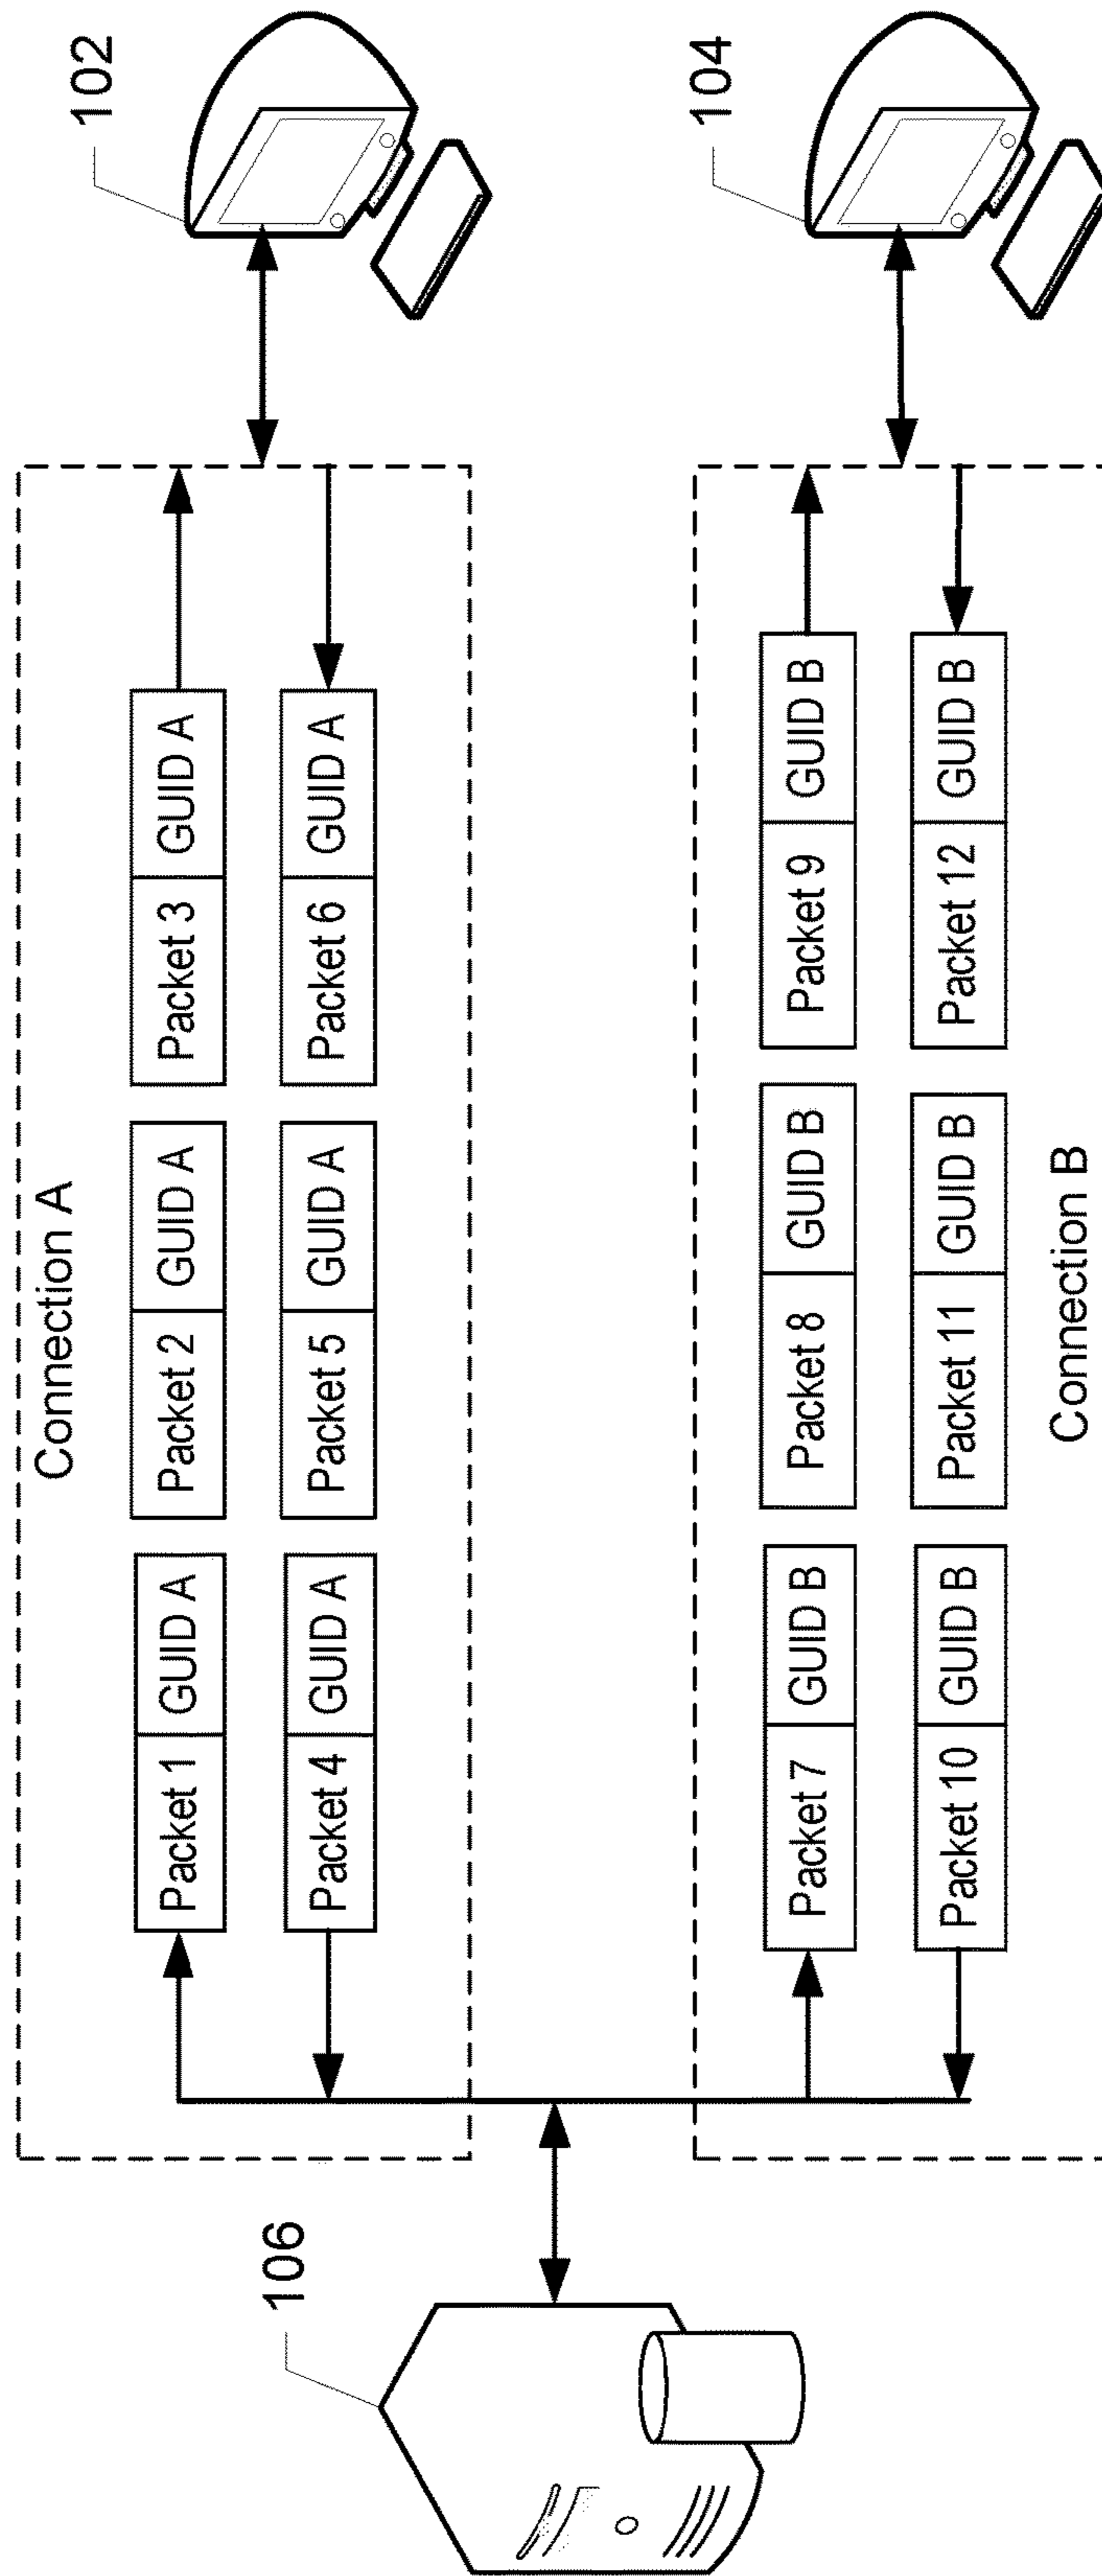 102
Connection A
Packet 1 GUID A Packet 2 GUID A Packet 3 GUID A
Packet 4 GUID A Packet 5 GUID A Packet 6 GUID A
106
104
Packet 7 GUID B Packet 8 GUID B Packet 9 GUID B
Packet 10 GUID B Packet 11 GUID B Packet 12 GUID B
Connection B